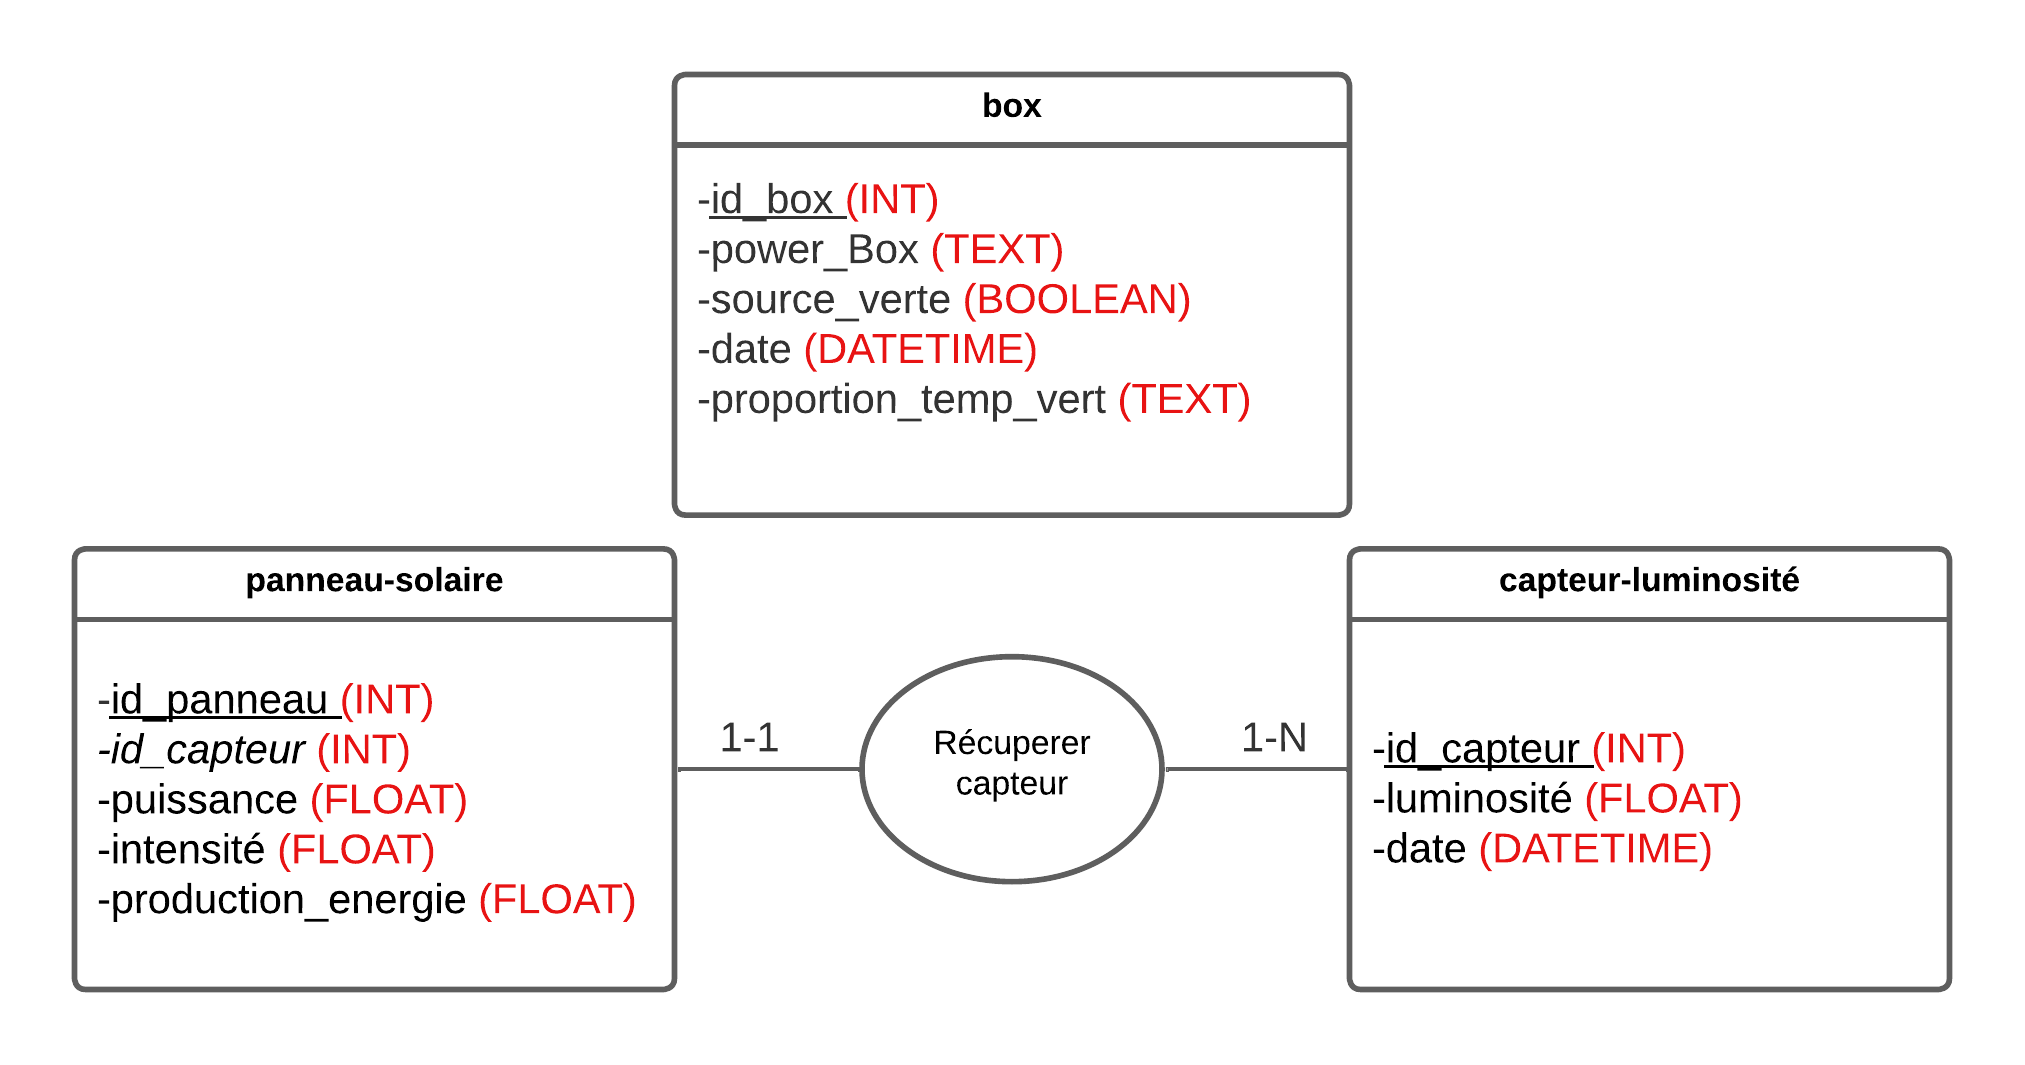 box
-id_box (INT)
-power_Box (TEXT)
-source_verte (BOOLEAN)
-date (DATETIME)
-proportion_temp_vert (TEXT)
panneau-solaire
-id_panneau (INT)
-id_capteur (INT)
-puissance (FLOAT)
-intensité (FLOAT)
-production_energie (FLOAT)
1-1
Récuperer
capteur
1-N
capteur-luminosité
-id_capteur (INT)
-luminosité (FLOAT)
-date (DATETIME)